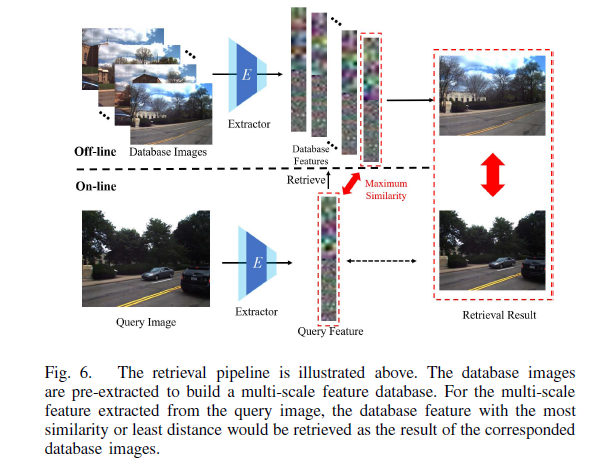 E
Extractor
Off-line
Database Images
Database
Features
On-line
Retrieve
Maximum
Similarity
E
Extractor
Query Image
Query Feature
Retrieval Result
Fig. 6. The retrieval pipeline is illustrated above. The database images
are pre-extracted to build a multi-scale feature database. For the multi-scale
feature extracted from the query image, the database feature with the most
similarity or least distance would be retrieved as the result of the corresponded
database images.